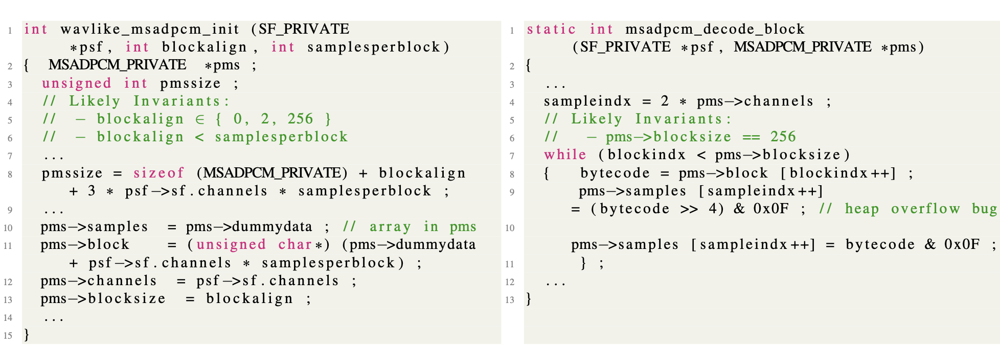 1 int wavlike_msadpcm_init (SF_PRIVATE
*psf, int blockalign, int samplesperblock)
2 { MSADPCM_PRIVATE *pms ;
3 unsigned int pmssize ;
4 // Likely Invariants:
5 // – blockalign ∈ { 0, 2, 256 }
6 // – blockalign < samplesperblock
7 ...
8 pmssize = sizeof (MSADPCM_PRIVATE) + blockalign
+ 3 * psf–>sf.channels * samplesperblock ;
9 ...
10 pms–>samples = pms–>dummydata ; // array in pms
11 pms–>block = (unsigned char*) (pms–>dummydata
+ psf–>sf.channels * samplesperblock) ;
12 pms–>channels = psf–>sf.channels ;
13 pms–>blocksize = blockalign ;
14 ...
15 }
1 static int msadpcm_decode_block
(SF_PRIVATE *psf, MSADPCM_PRIVATE *pms)
2 {
3 ...
4 sampleindx = 2 * pms–>channels ;
5 // Likely Invariants:
6 // – pms–>blocksize == 256
7 while (blockindx < pms–>blocksize)
8 { bytecode = pms–>block [blockindx++] ;
9 pms–>samples [sampleindx++]
= (bytecode >> 4) & 0x0F ; // heap overflow bug
10
pms–>samples [sampleindx++] = bytecode & 0x0F ;
11 } ;
12 ...
13 }